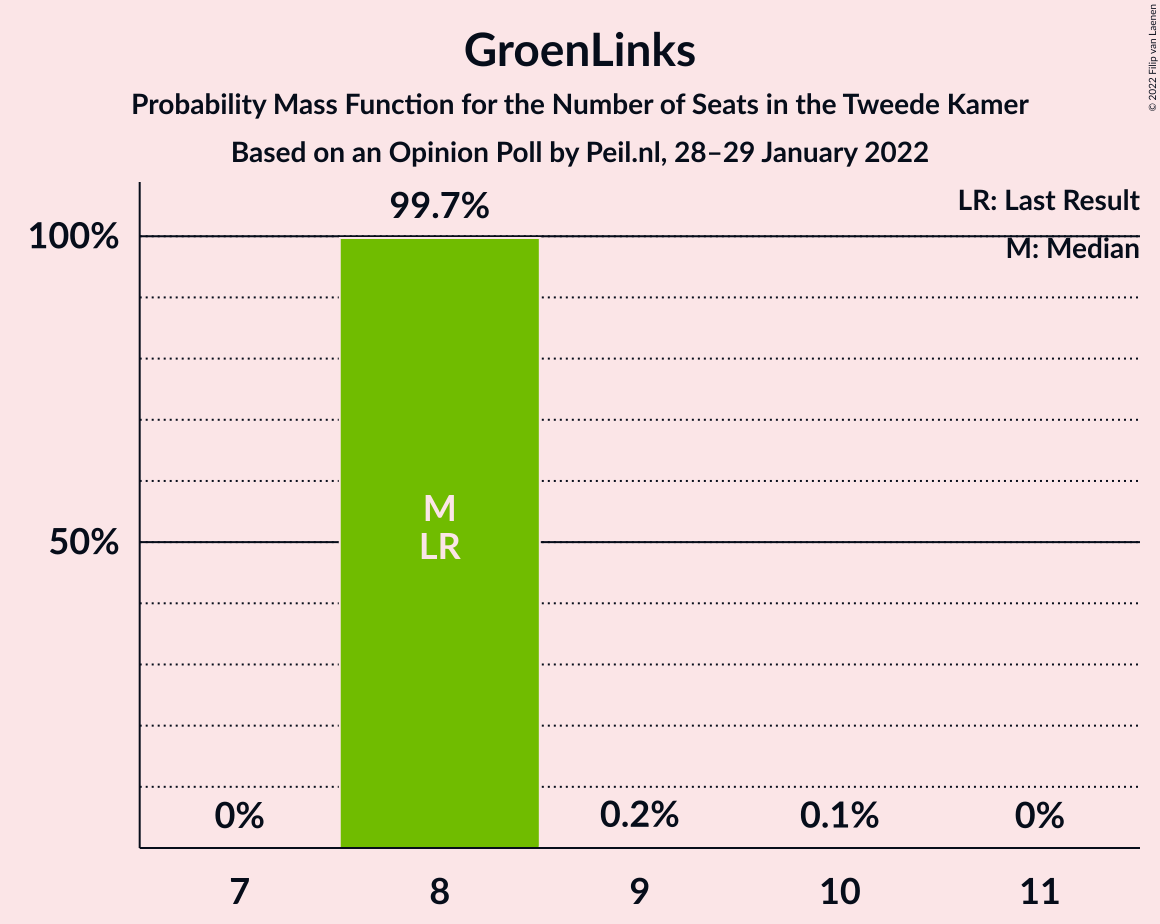 GroenLinks
Probability Mass Function for the Number of Seats in the Tweede Kamer
Based on an Opinion Poll by Peil.nl, 28–29 January 2022
© 2022 Filip van Laenen
LR: Last Result
M: Median
99.7%
100%
50%
M
LR
0%
0.2%
0.1%
0%
7
8
9
10
11